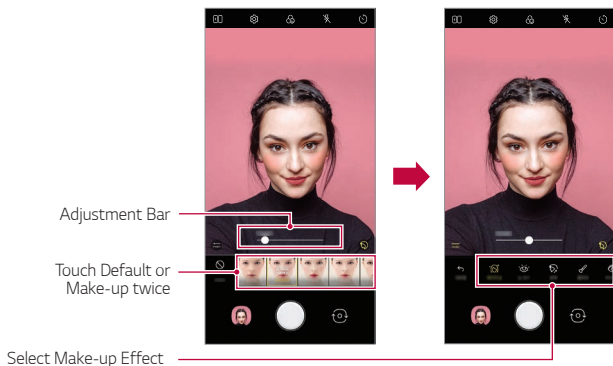 Adjustment Bar
Touch Default or
Make-up twice
Select Make-up Effect